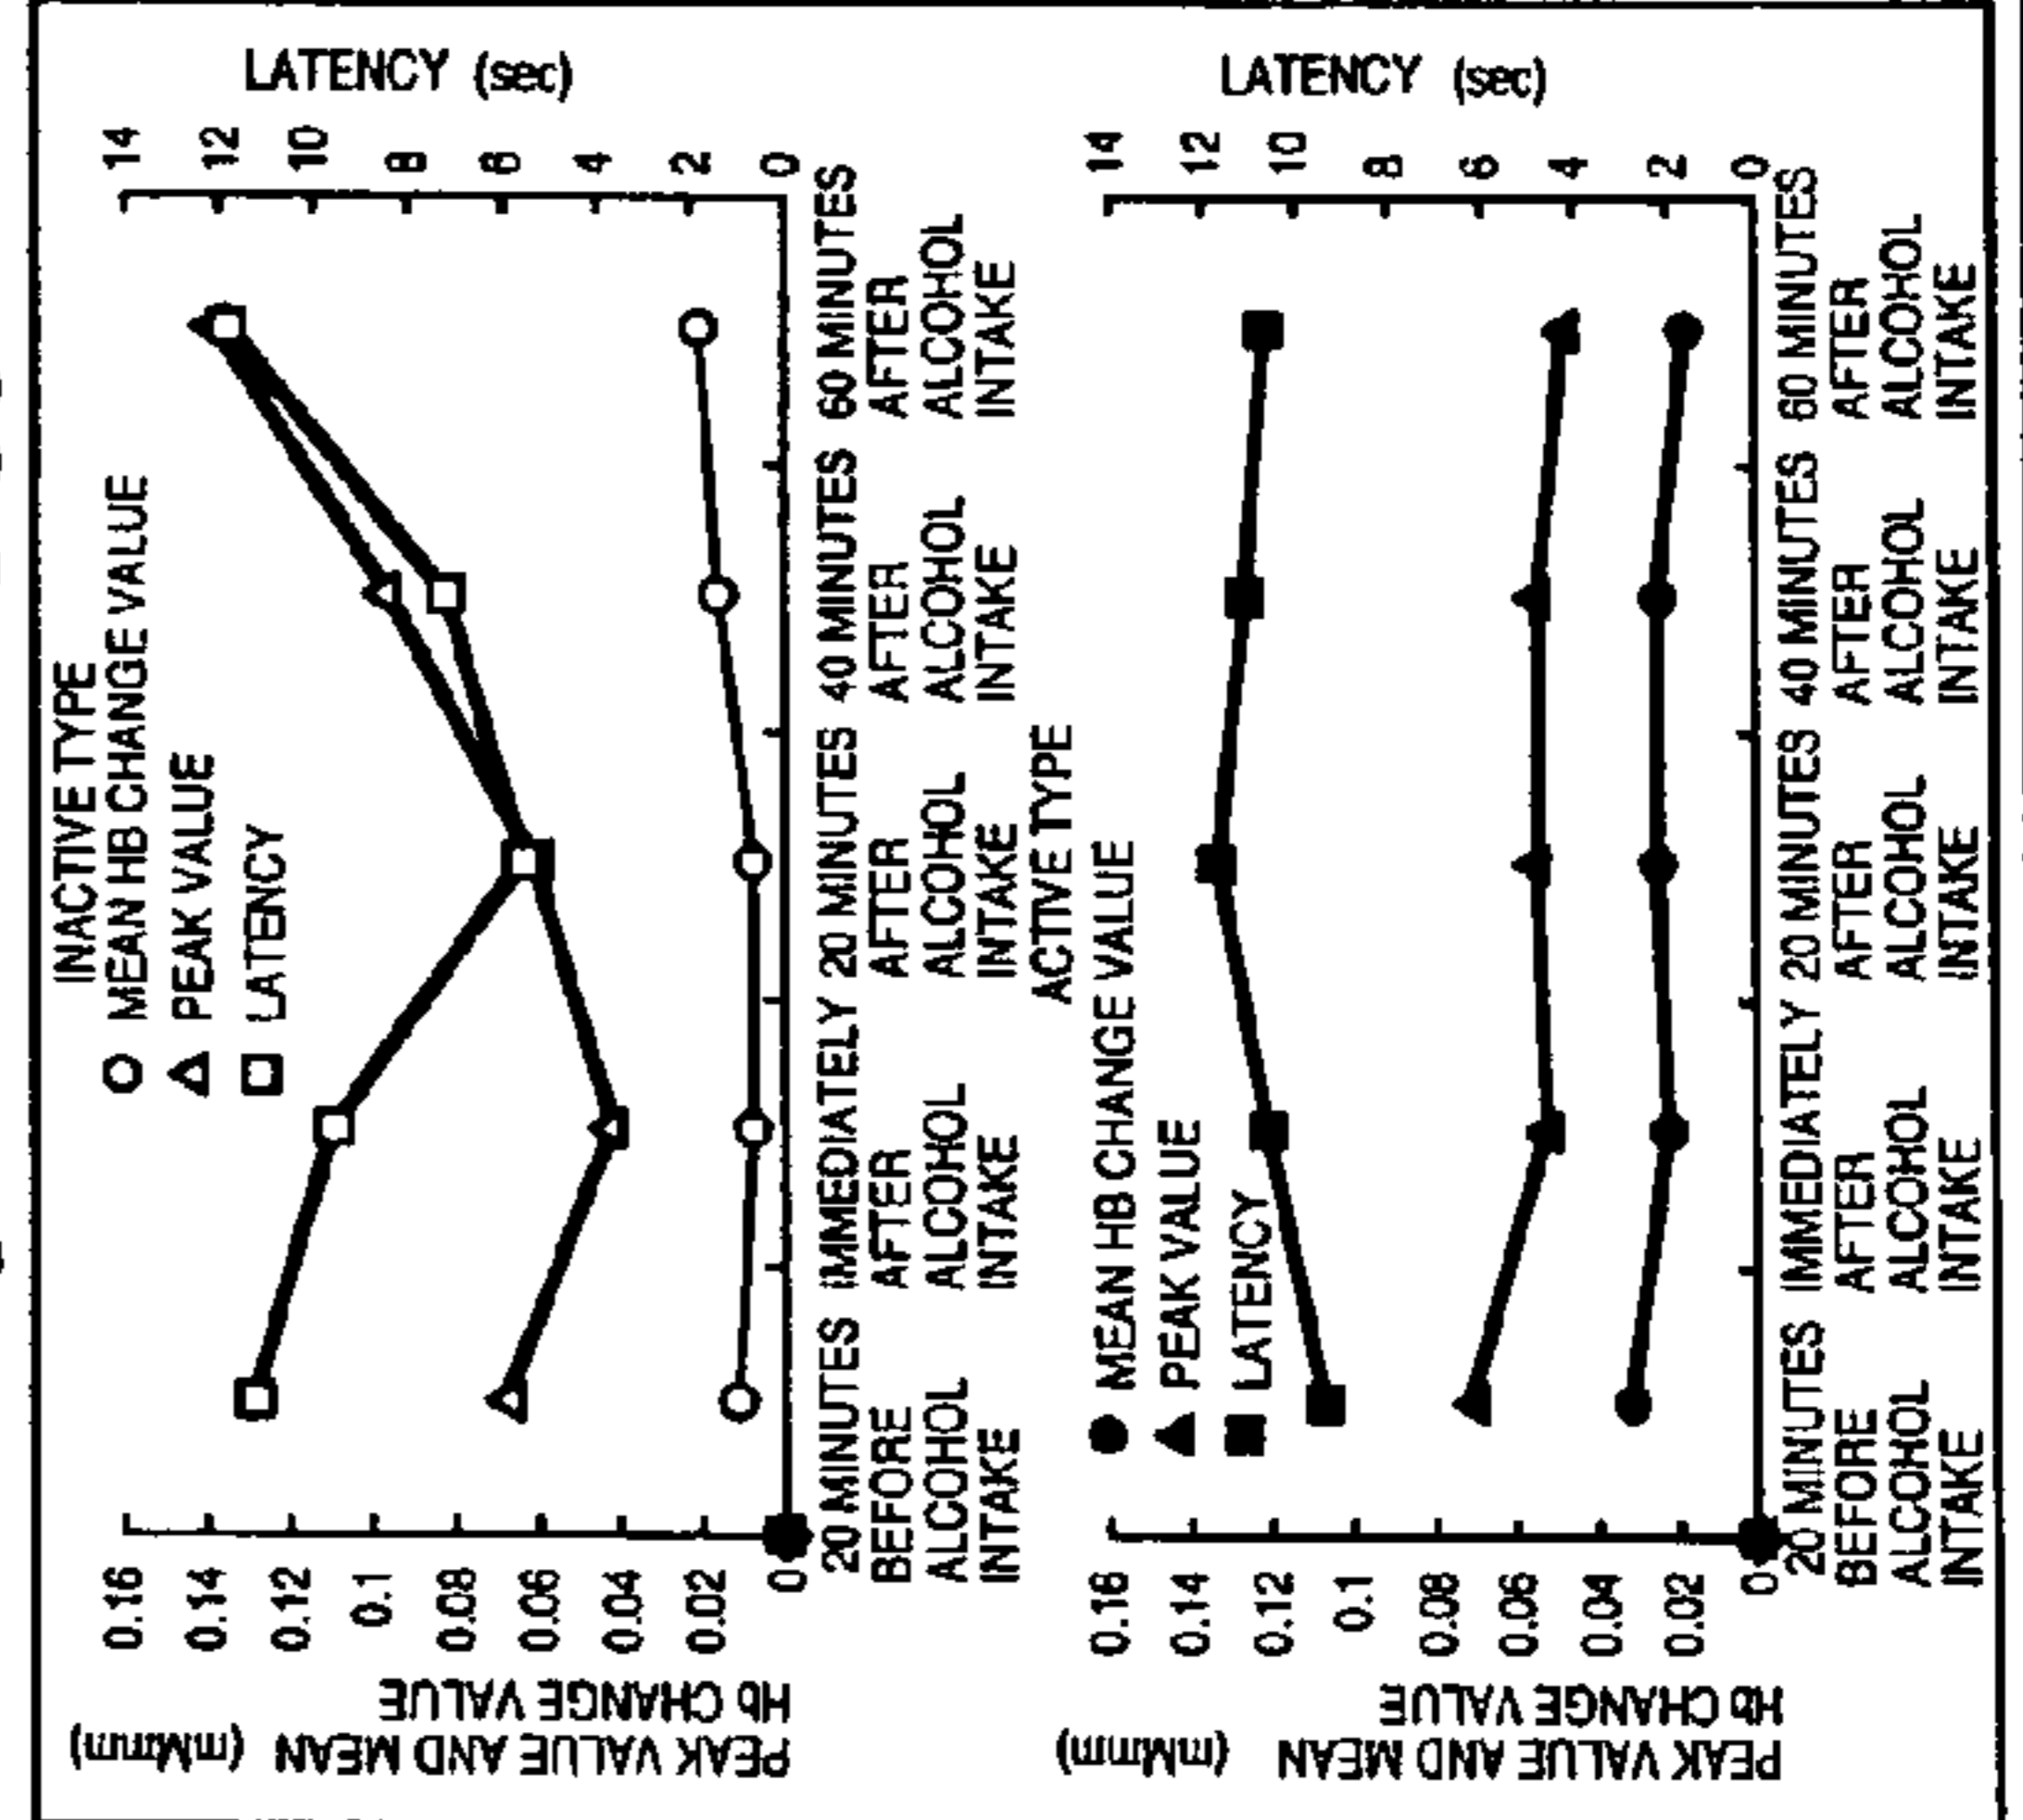 INACTIVE TYPE
MEAN HB CHANGE VALUE
PEAK VALUE
LATENCY
PEAK VALUE AND MEAN (mMmm)
Hb CHANGE VALUE
0.16
0.14
0.12
0.1
0.08
0.06
0.04
0.02
0
LATENCY (sec)
14
12
10
8
6
4
2
0
20 MINUTES IMMEDIATELY 20 MINUTES 40 MINUTES 60 MINUTES
BEFORE AFTER AFTER AFTER AFTER
ALCOHOL ALCOHOL ALCOHOL ALCOHOL ALCOHOL
INTAKE INTAKE INTAKE INTAKE INTAKE
ACTIVE TYPE
MEAN HB CHANGE VALUE
PEAK VALUE
LATENCY
PEAK VALUE AND MEAN (mMmm)
Hb CHANGE VALUE
0.16
0.14
0.12
0.1
0.08
0.06
0.04
0.02
0
LATENCY (sec)
14
12
10
8
6
4
2
0
20 MINUTES IMMEDIATELY 20 MINUTES 40 MINUTES 60 MINUTES
BEFORE AFTER AFTER AFTER AFTER
ALCOHOL ALCOHOL ALCOHOL ALCOHOL ALCOHOL
INTAKE INTAKE INTAKE INTAKE INTAKE